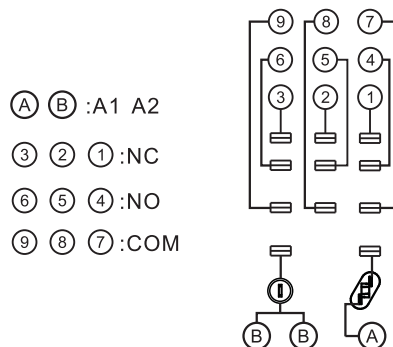 Ⓐ Ⓑ :A1 A2
③ ② ① :NC
⑥ ⑤ ④ :NO
⑨ ⑧ ⑦ :COM
⑨ ⑧ ⑦
⑥ ⑤ ④
③ ② ①
Ⓑ Ⓑ Ⓐ